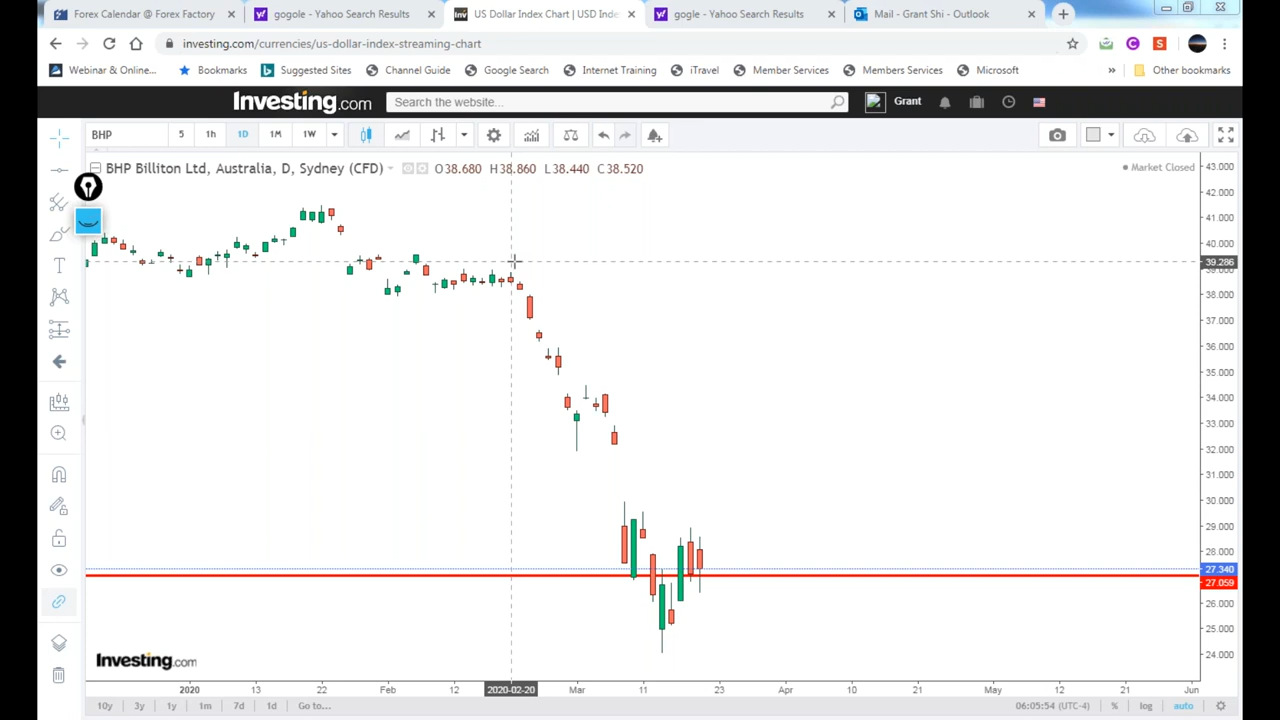 Forex Calendar @ Forex Factory
gogole - Yahoo Search Results
US Dollar Index Chart | USD Inde
gogle - Yahoo Search Results
Mail - Grant Shi - Outlook
investing.com/currencies/us-dollar-index-streaming-chart
Webinar & Online...
Bookmarks
Suggested Sites
Channel Guide
Google Search
Internet Training
iTravel
Member Services
Members Services
Microsoft
»
Other bookmarks
Investing.com
Search the website...
Grant
BHP
5
1h
1D
1M
1W
BHP Billiton Ltd, Australia, D, Sydney (CFD)
O38.680 H38.860 L38.440 C38.520
Market Closed
43.000
42.000
41.000
40.000
39.286
39.000
38.000
37.000
36.000
35.000
34.000
33.000
32.000
31.000
30.000
29.000
28.000
27.340
27.059
26.000
25.000
24.000
Investing.com
2020
13
22
Feb
12
2020-02-20
Mar
11
23
Apr
10
21
May
12
21
Jun
10y
3y
1y
1m
7d
1d
Go to...
06:05:54 (UTC-4)
%
log
auto